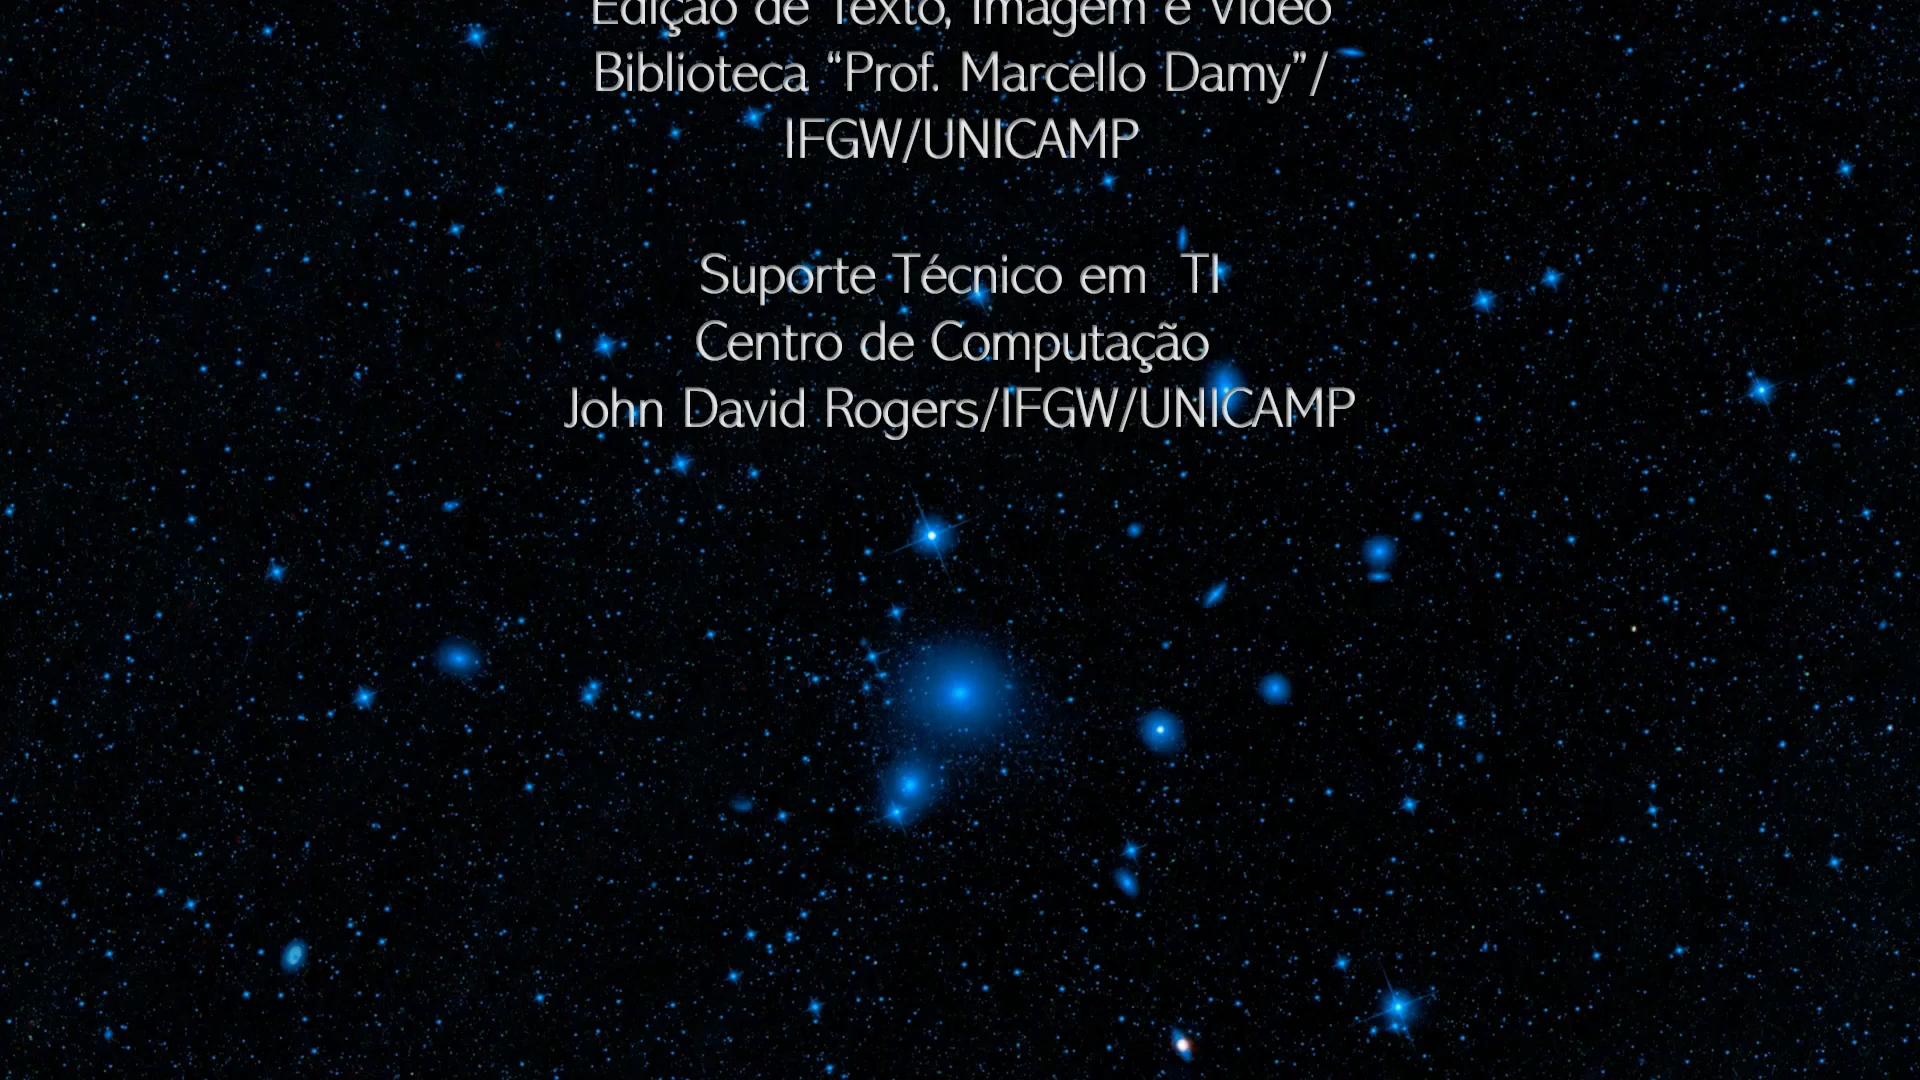 Edição de Texto, Imagem e Vídeo
Biblioteca “Prof. Marcello Damy”/
IFGW/UNICAMP
Suporte Técnico em  TI
Centro de Computação
John David Rogers/IFGW/UNICAMP